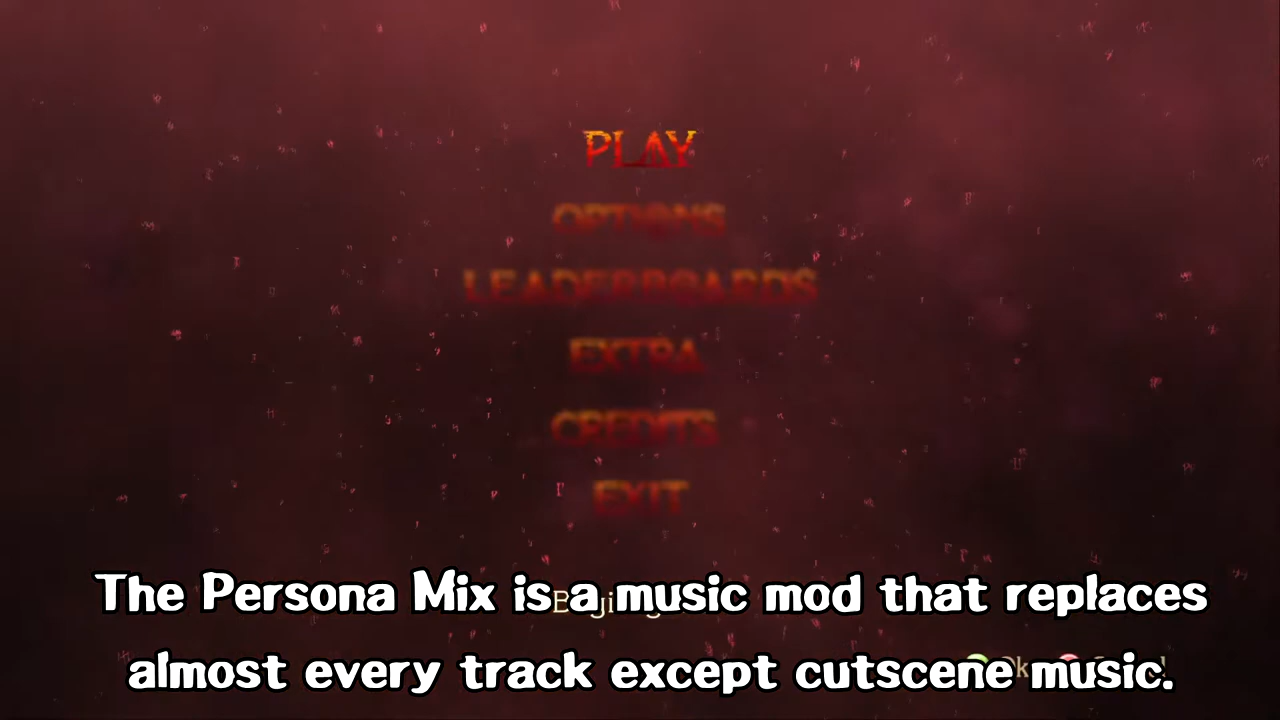 PLAY
OPTIONS
LEADERBOARDS
EXTRA
CREDITS
EXIT
The Persona Mix is a music mod that replaces
almost every track except cutscene music.